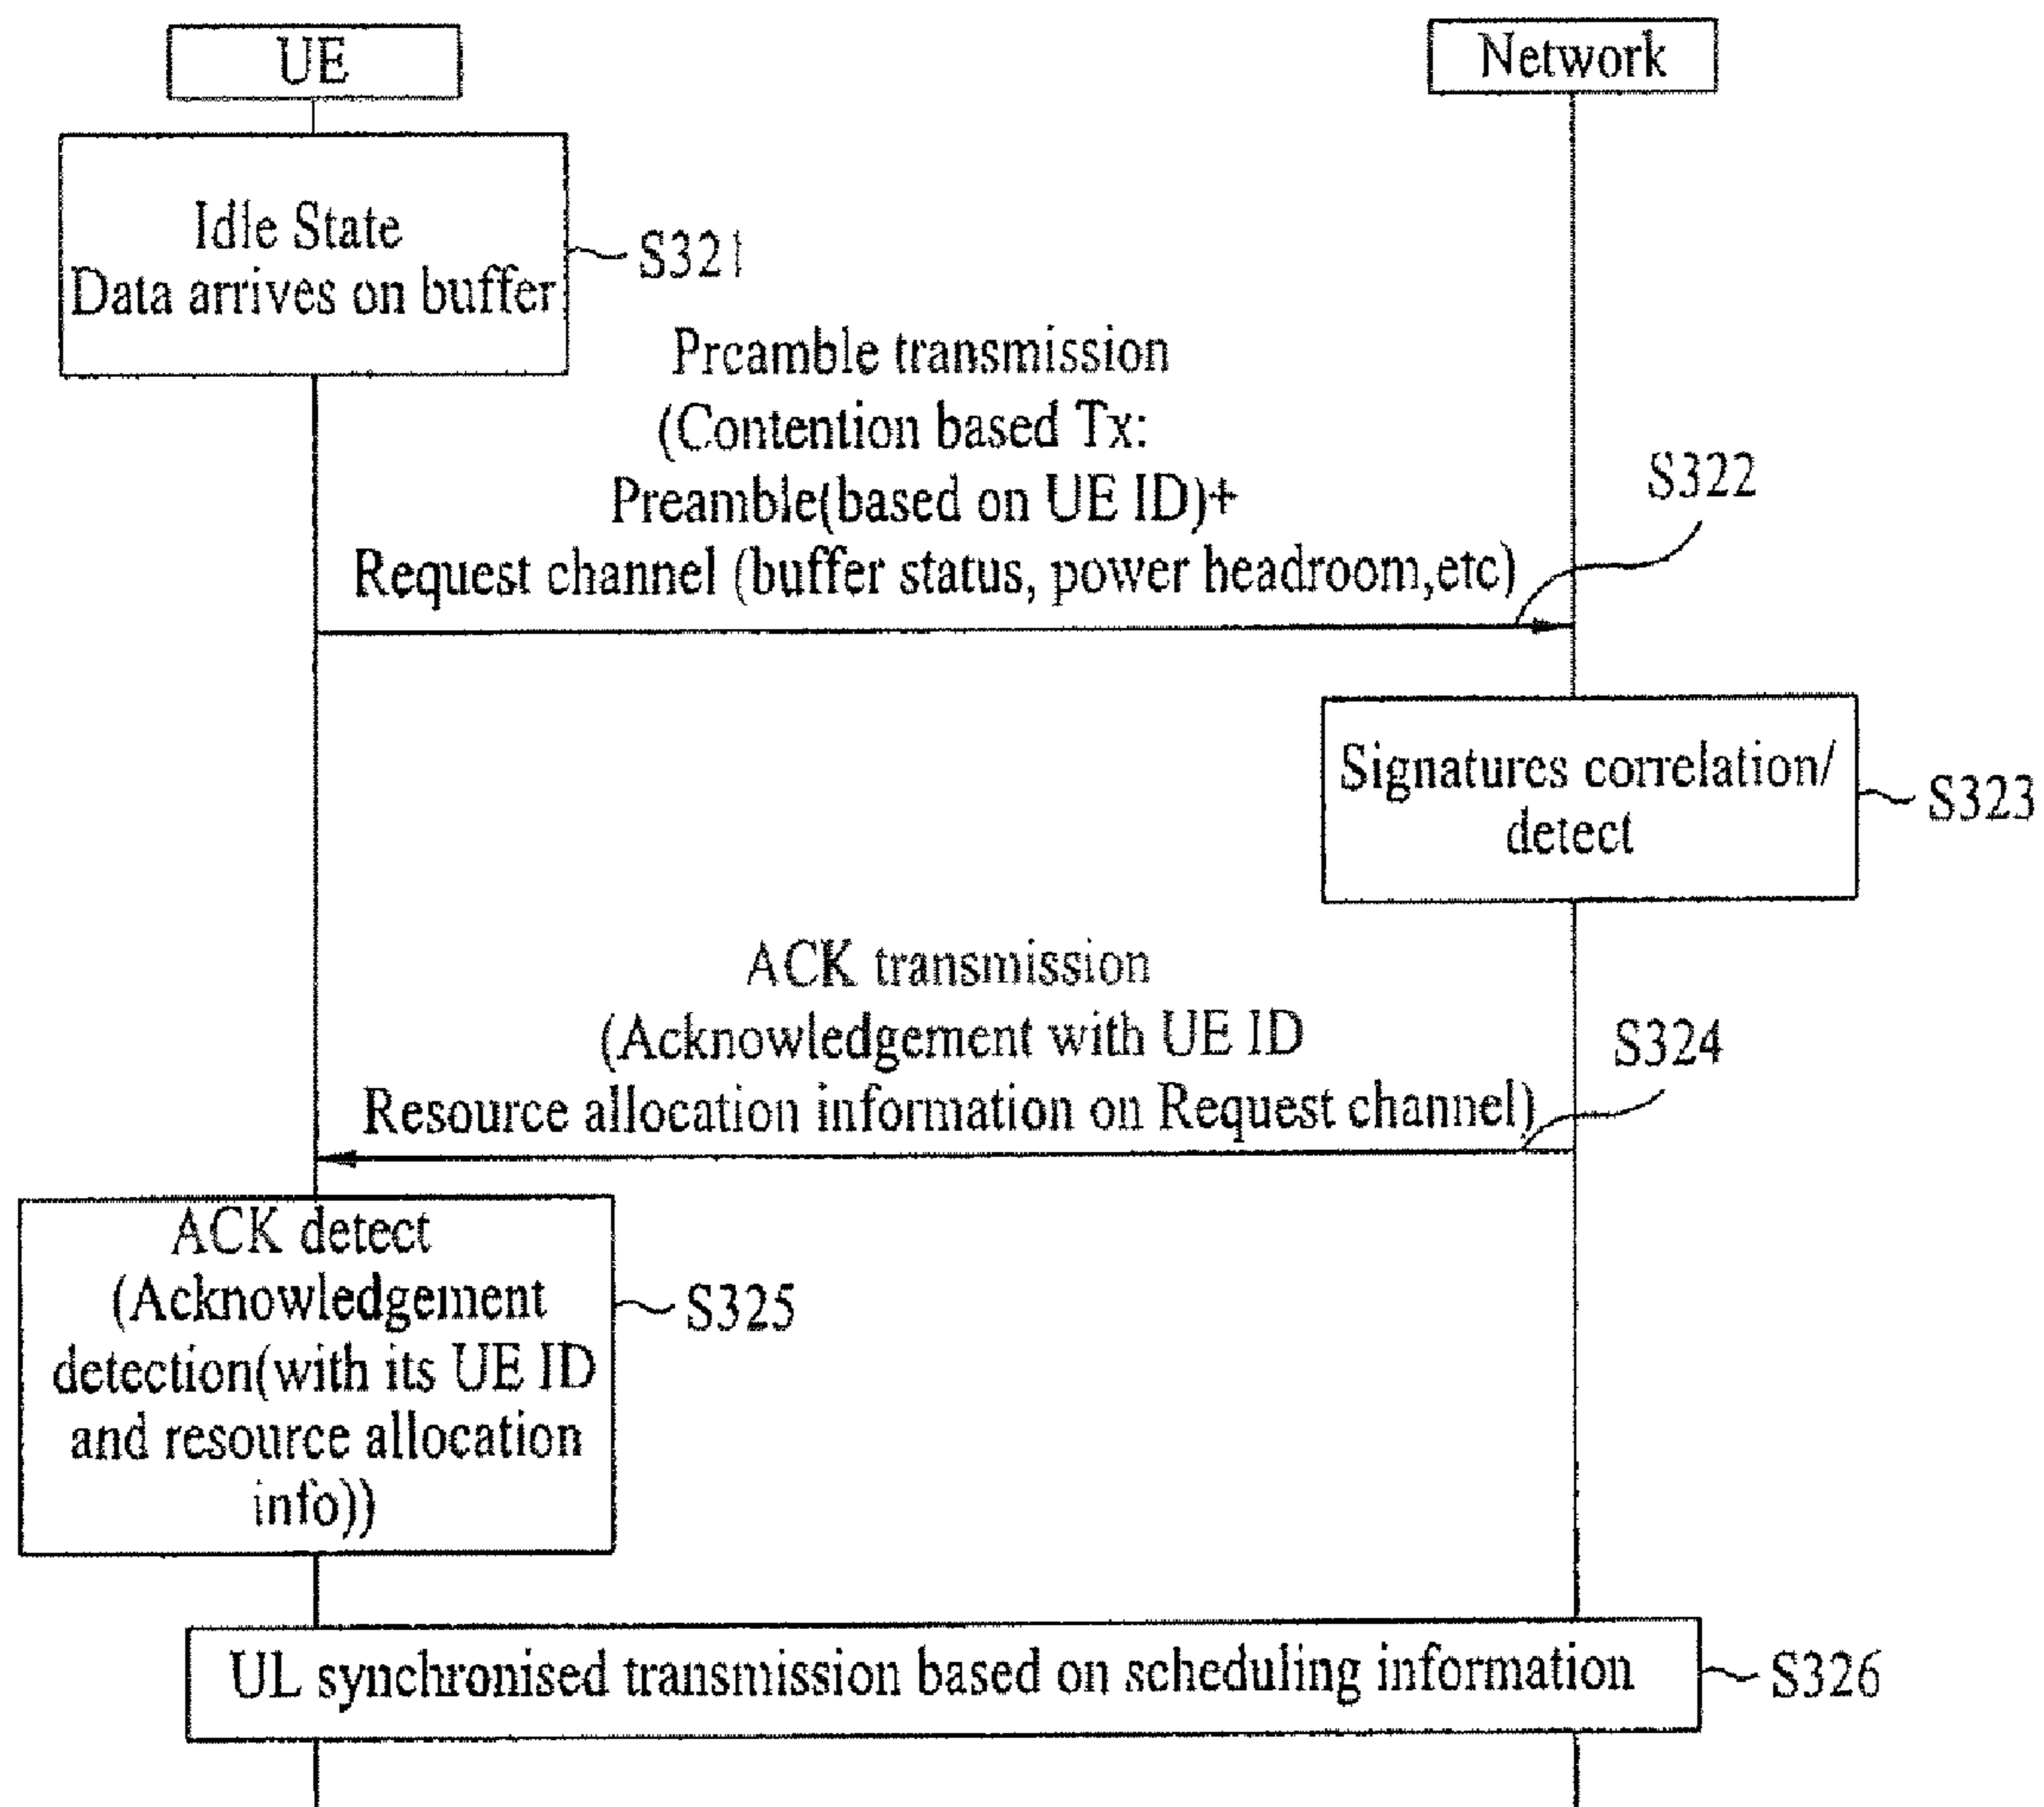 UE
Network
Idle State
Data arrives on buffer
S321
Preamble transmission
(Contention based Tx:
Preamble(based on UE ID)+
Request channel (buffer status, power headroom,etc)
S322
Signatures correlation/
detect
S323
ACK transmission
(Acknowledgement with UE ID
Resource allocation information on Request channel)
S324
ACK detect
(Acknowledgement
detection(with its UE ID
and resource allocation
info))
S325
UL synchronised transmission based on scheduling information
S326